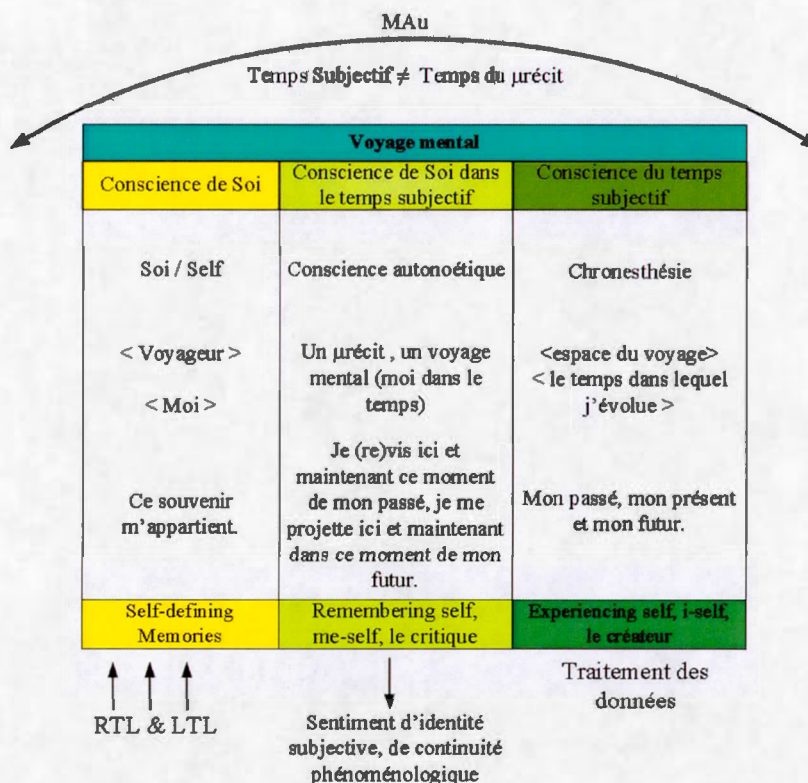 MAu
Temps Subjectif ≠ Temps du µrécit
Voyage mental
Conscience de Soi
Conscience de Soi dans
le temps subjectif
Conscience du temps
subjectif
Soi / Self
Conscience autonoétique
Chronesthésie
< Voyageur >
< Moi >
Un µrécit , un voyage
mental (moi dans le
temps)
<espace du voyage>
< le temps dans lequel
j'évolue >
Ce souvenir
m'appartient.
Je (re)vis ici et
maintenant ce moment
de mon passé, je me
projette ici et maintenant
dans ce moment de mon
futur.
Mon passé, mon présent
et mon futur.
Self-defining
Memories
Remembering self,
me-self, le critique
Experiencing self, i-self,
le créateur
RTL & LTL
Sentiment d'identité
subjective, de continuité
phénoménologique
Traitement des
données